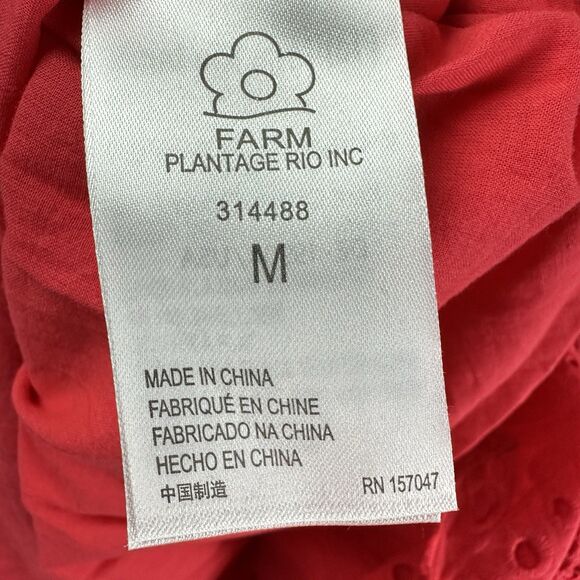 FARM
PLANTAGE RIO INC
314488
M
MADE IN CHINA
FABRIQUÉ EN CHINE
FABRICADO NA CHINA
HECHO EN CHINA
中国制造
RN 157047